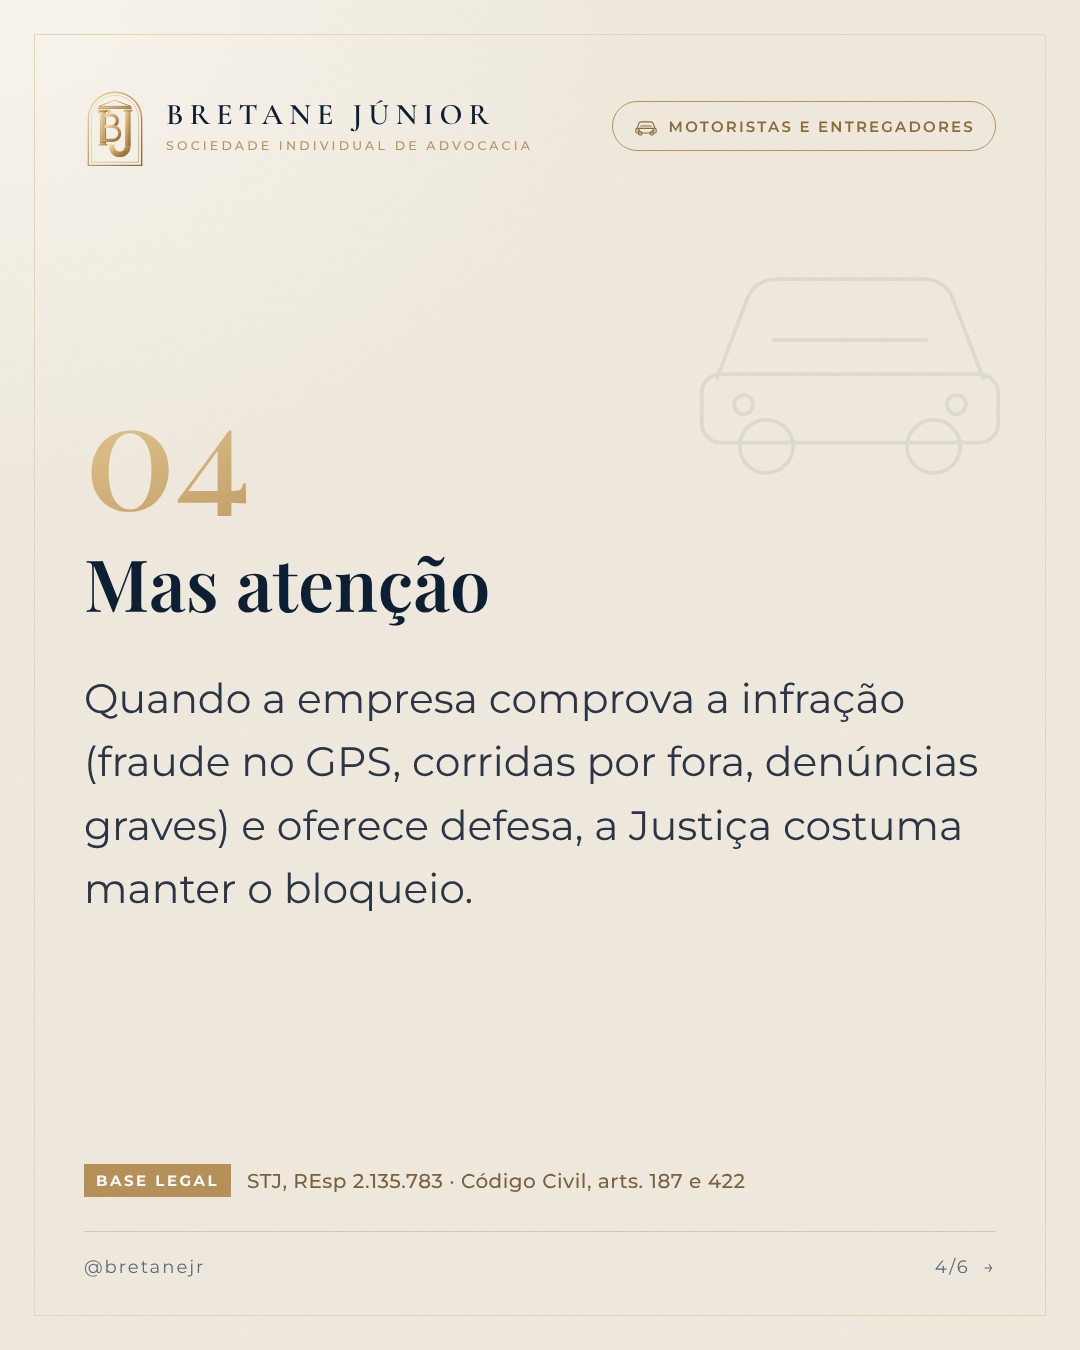 BRETANE JÚNIOR
SOCIEDADE INDIVIDUAL DE ADVOCACIA
MOTORISTAS E ENTREGADORES
04
Mas atenção
Quando a empresa comprova a infração
(fraude no GPS, corridas por fora, denúncias
graves) e oferece defesa, a Justiça costuma
manter o bloqueio.
BASE LEGAL STJ, REsp 2.135.783 · Código Civil, arts. 187 e 422
@bretanejr
4/6 →